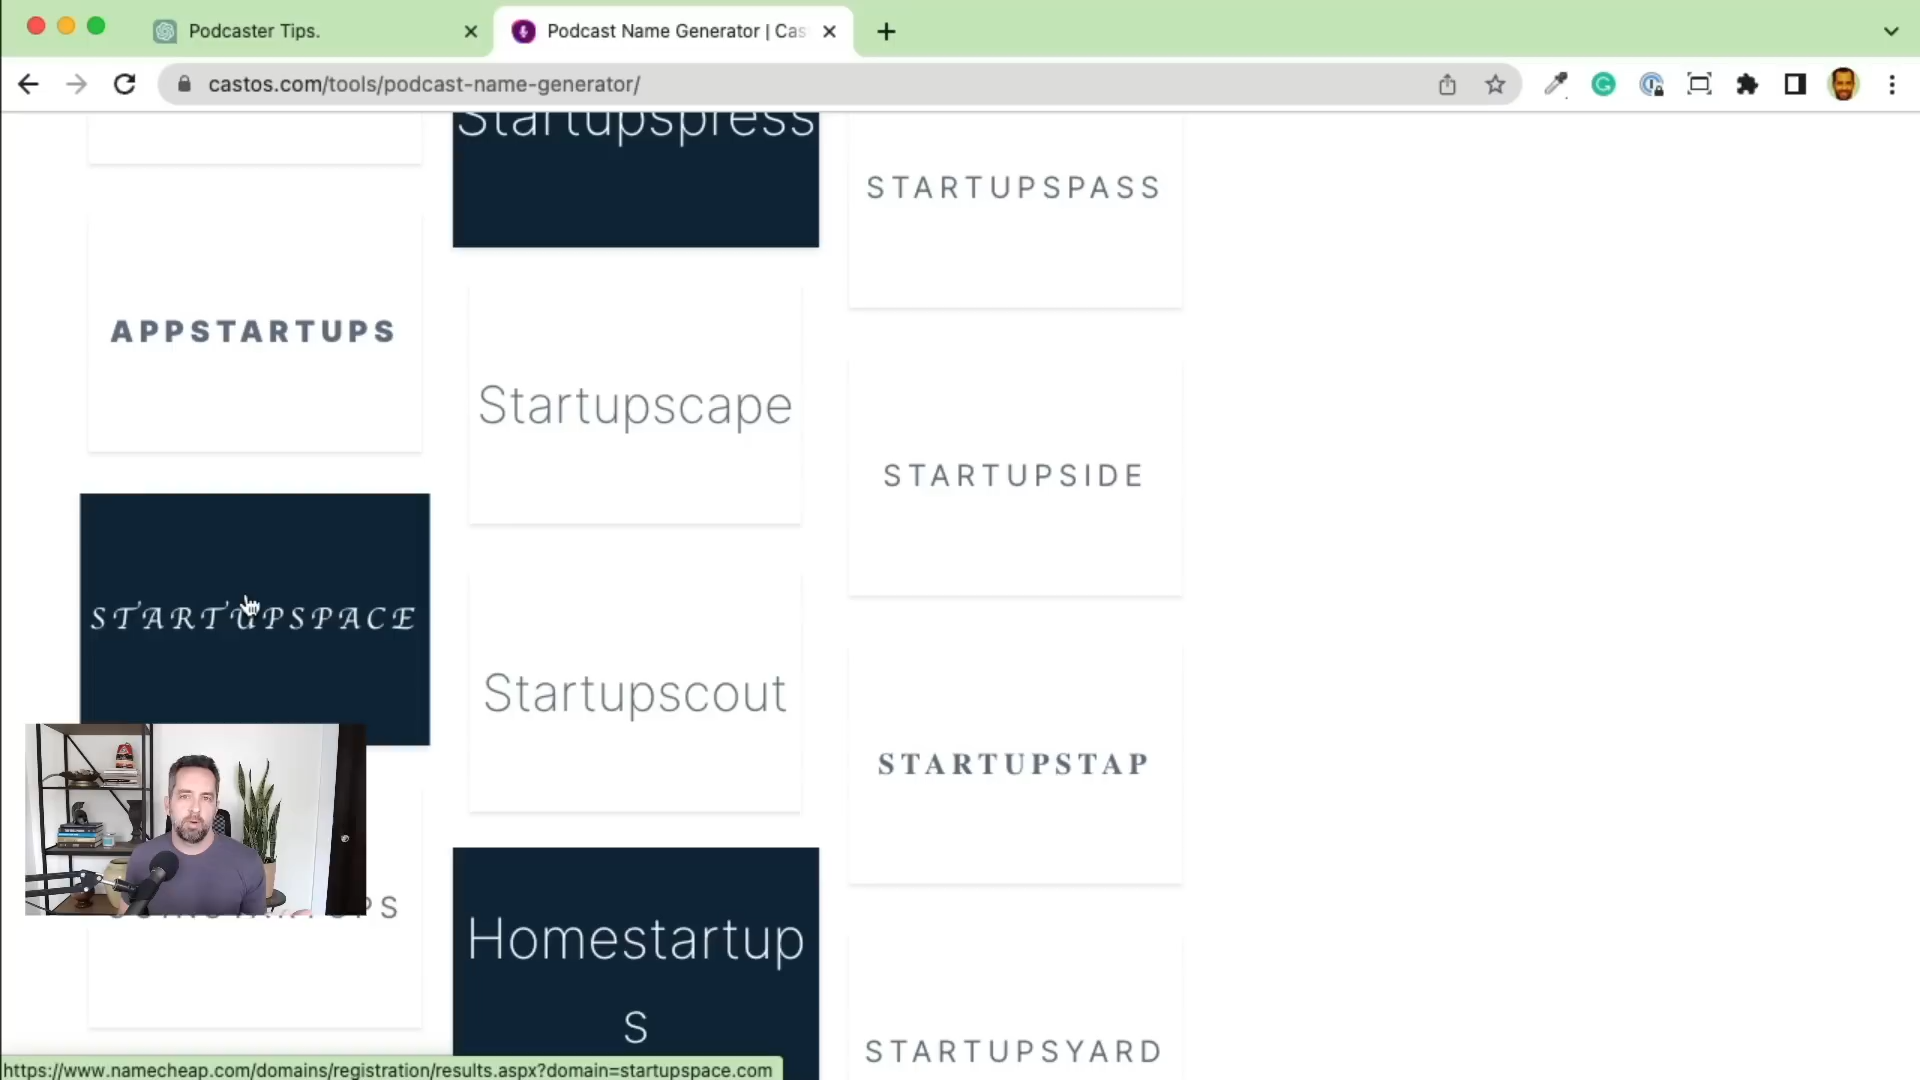 Podcaster Tips.
Podcast Name Generator | Cas
castos.com/tools/podcast-name-generator/
Startupspress
STARTUPSPASS
APPSTARTUPS
Startupscape
STARTUPSIDE
STARTUPSPACE
Startupscout
STARTUPSTAP
Homestartup
s
STARTUPSYARD
https://www.namecheap.com/domains/registration/results.aspx?domain=startupspace.com